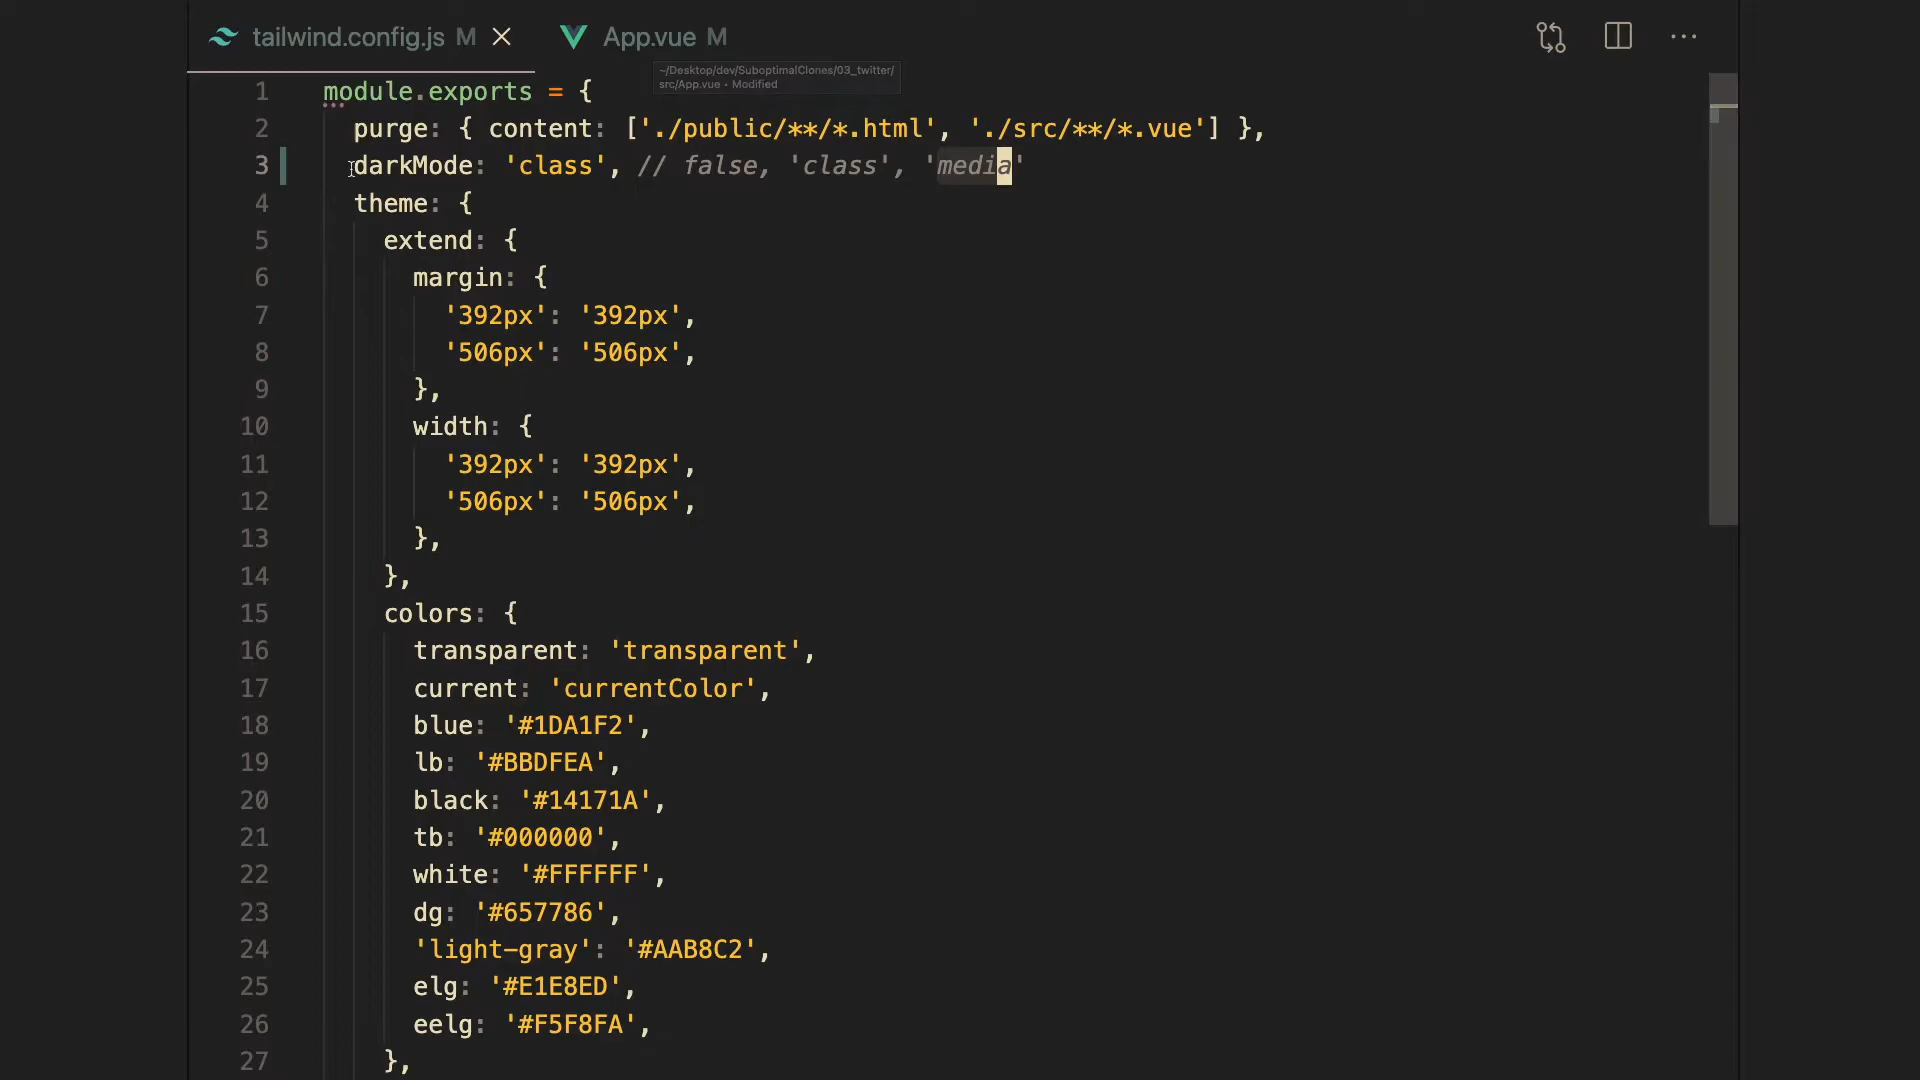 tailwind.config.js M
App.vue M
~/Desktop/dev/SuboptimalClones/03_twitter/
src/App.vue • Modified
1 module.exports = {
2 purge: { content: ['./public/**/*.html', './src/**/*.vue'] },
3 darkMode: 'class', // false, 'class', 'media'
4 theme: {
5 extend: {
6 margin: {
7 '392px': '392px',
8 '506px': '506px',
9 },
10 width: {
11 '392px': '392px',
12 '506px': '506px',
13 },
14 },
15 colors: {
16 transparent: 'transparent',
17 current: 'currentColor',
18 blue: '#1DA1F2',
19 lb: '#BBDFEA',
20 black: '#14171A',
21 tb: '#000000',
22 white: '#FFFFFF',
23 dg: '#657786',
24 'light-gray': '#AAB8C2',
25 elg: '#E1E8ED',
26 eelg: '#F5F8FA',
27 },